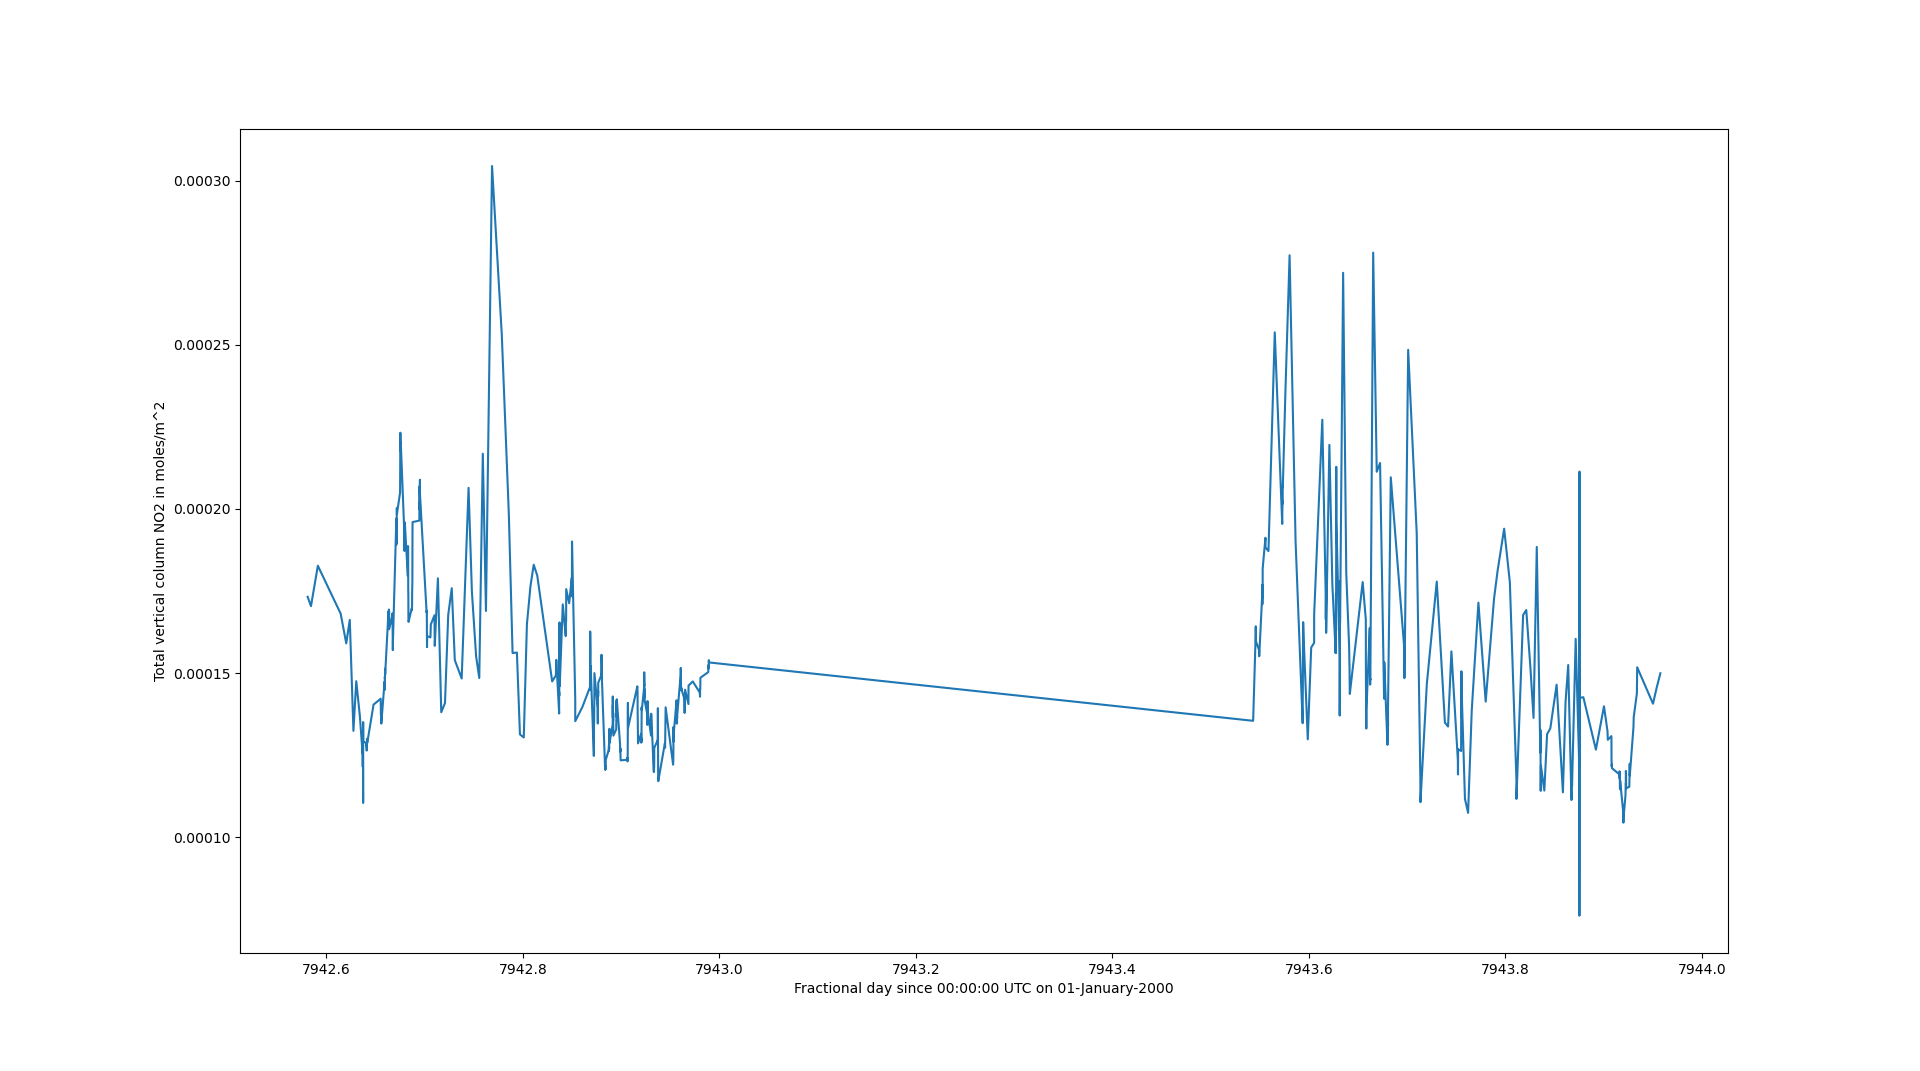 0.00030
0.00025
0.00020
0.00015
0.00010
Total vertical column NO2 in moles/m^2
7942.6 7942.8 7943.0 7943.2 7943.4 7943.6 7943.8 7944.0
Fractional day since 00:00:00 UTC on 01-January-2000